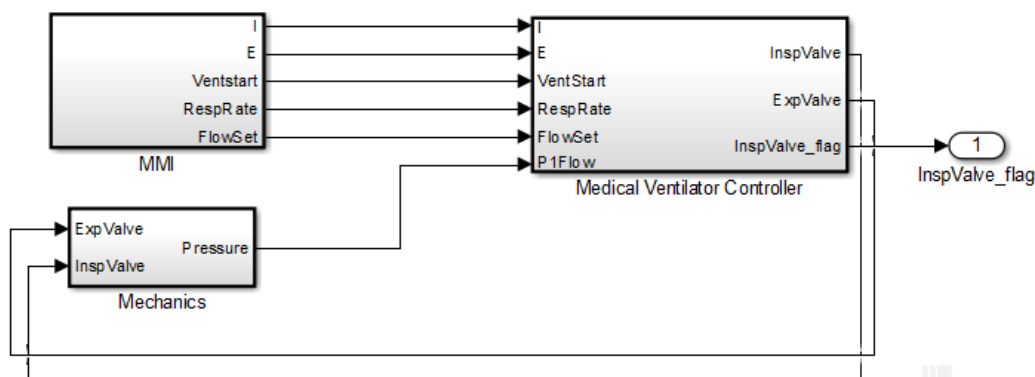 I
E
Ventstart
RespRate
FlowSet
MMI
I
E
VentStart
RespRate
FlowSet
P1Flow
InspValve
ExpValve
InspValve_flag
Medical Ventilator Controller
1
InspValve_flag
ExpValve
InspValve
Pressure
Mechanics